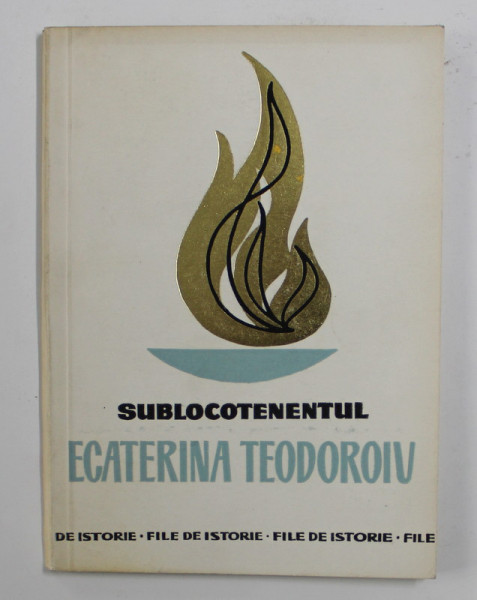 SUBLOCOTENENTUL
ECATERINA TEODOROIU
DE ISTORIE · FILE DE ISTORIE · FILE DE ISTORIE · FILE